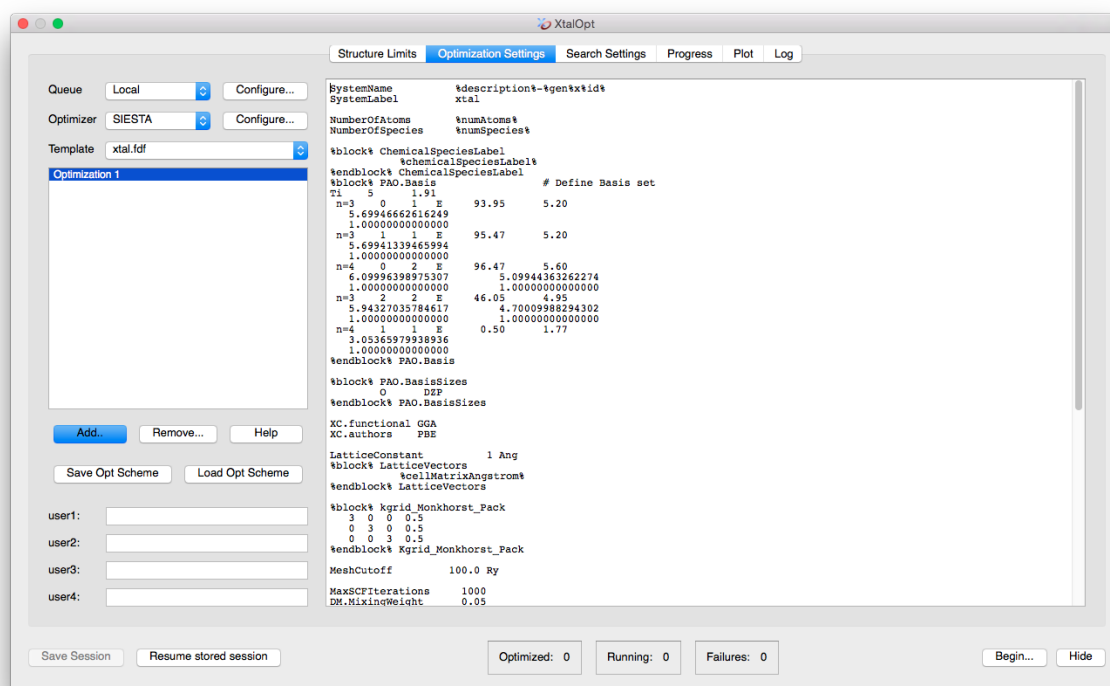 XtalOpt
Structure Limits Optimization Settings Search Settings Progress Plot Log
Queue Local Configure...
Optimizer SIESTA Configure...
Template xtal.fdf
Optimization 1
Add.. Remove... Help
Save Opt Scheme Load Opt Scheme
user1:
user2:
user3:
user4:
SystemName %description%-%gen%x%id%
SystemLabel xtal
NumberOfAtoms %numAtoms%
NumberOfSpecies %numSpecies%
%block% ChemicalSpeciesLabel
%chemicalSpeciesLabel%
%endblock% ChemicalSpeciesLabel
%block% PAO.Basis # Define Basis set
Ti 5 1.91
n=3 0 1 E 93.95 5.20
5.69946662616249
1.00000000000000
n=3 1 1 E 95.47 5.20
5.69941339465994
1.00000000000000
n=4 0 2 E 96.47 5.60
6.09996398975307 5.09944363262274
1.00000000000000 1.00000000000000
n=3 2 2 E 46.05 4.95
5.94327035784617 4.70009988294302
1.00000000000000 1.00000000000000
n=4 1 1 E 0.50 1.77
3.05365979938936
1.00000000000000
%endblock% PAO.Basis
%block% PAO.BasisSizes
O DZP
%endblock% PAO.BasisSizes
XC.functional GGA
XC.authors PBE
LatticeConstant 1 Ang
%block% LatticeVectors
%cellMatrixAngstrom%
%endblock% LatticeVectors
%block% kgrid_Monkhorst_Pack
3 0 0 0.5
0 3 0 0.5
0 0 3 0.5
%endblock% Kgrid_Monkhorst_Pack
MeshCutoff 100.0 Ry
MaxSCFIterations 1000
DM.MixingWeight 0.05
Save Session Resume stored session Optimized: 0 Running: 0 Failures: 0 Begin... Hide